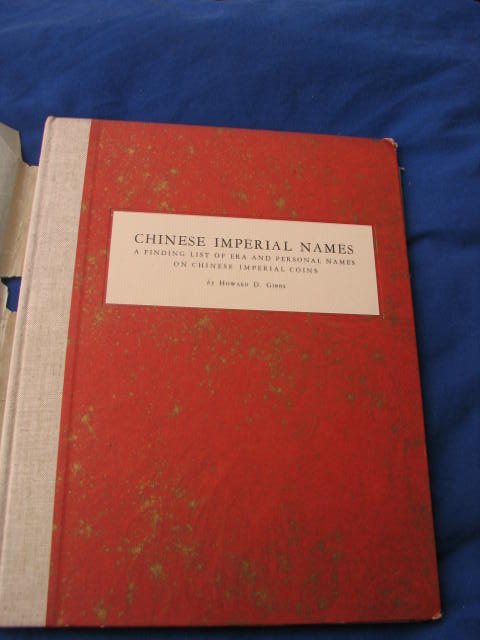 CHINESE IMPERIAL NAMES
A FINDING LIST OF ERA AND PERSONAL NAMES
ON CHINESE IMPERIAL COINS
by HOWARD D. GIBBS